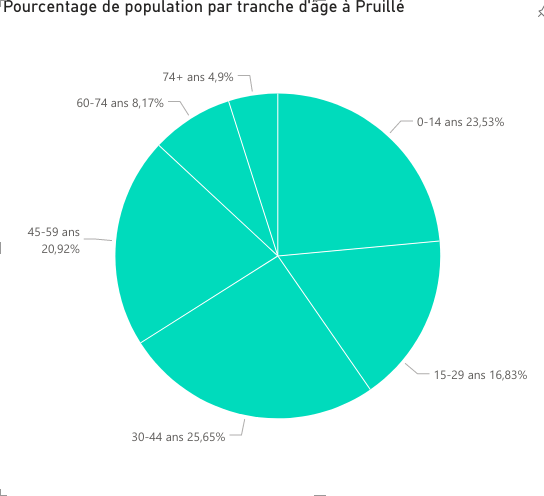 Pourcentage de population par tranche d'âge à Pruillé
74+ ans 4,9%
60-74 ans 8,17%
0-14 ans 23,53%
45-59 ans
20,92%
15-29 ans 16,83%
30-44 ans 25,65%